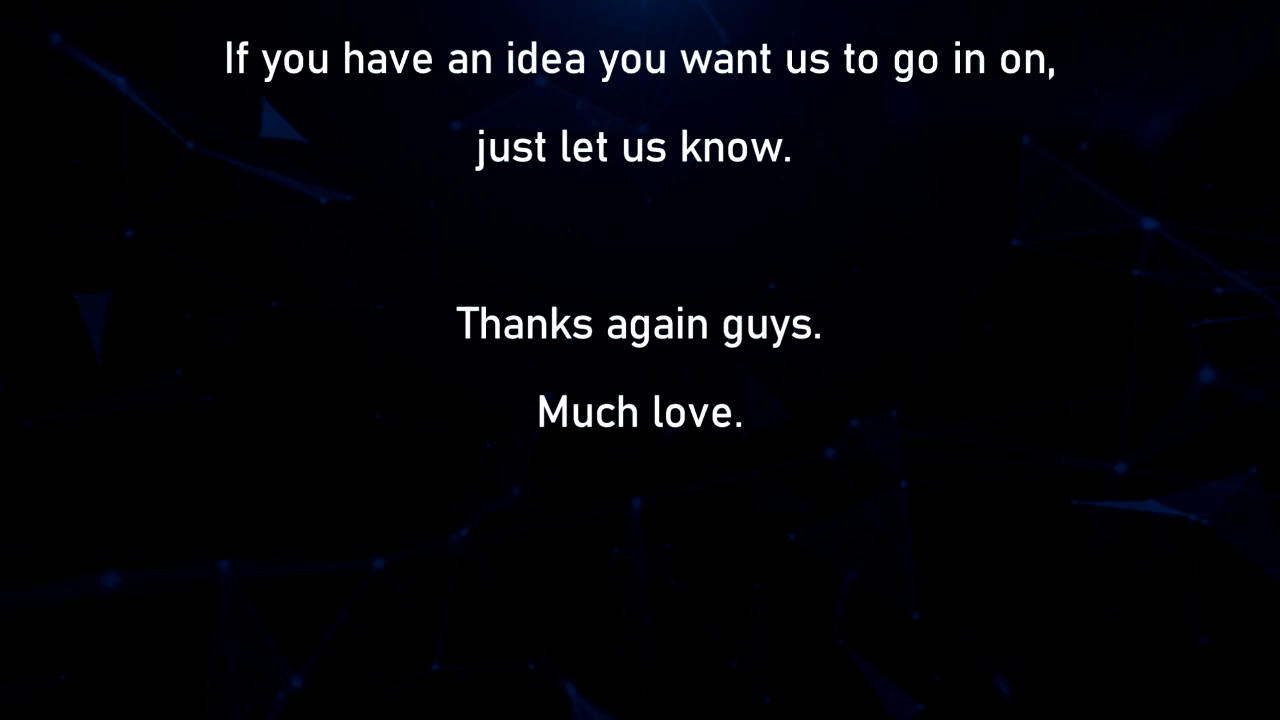 If you have an idea you want us to go in on,
just let us know.
Thanks again guys.
Much love.